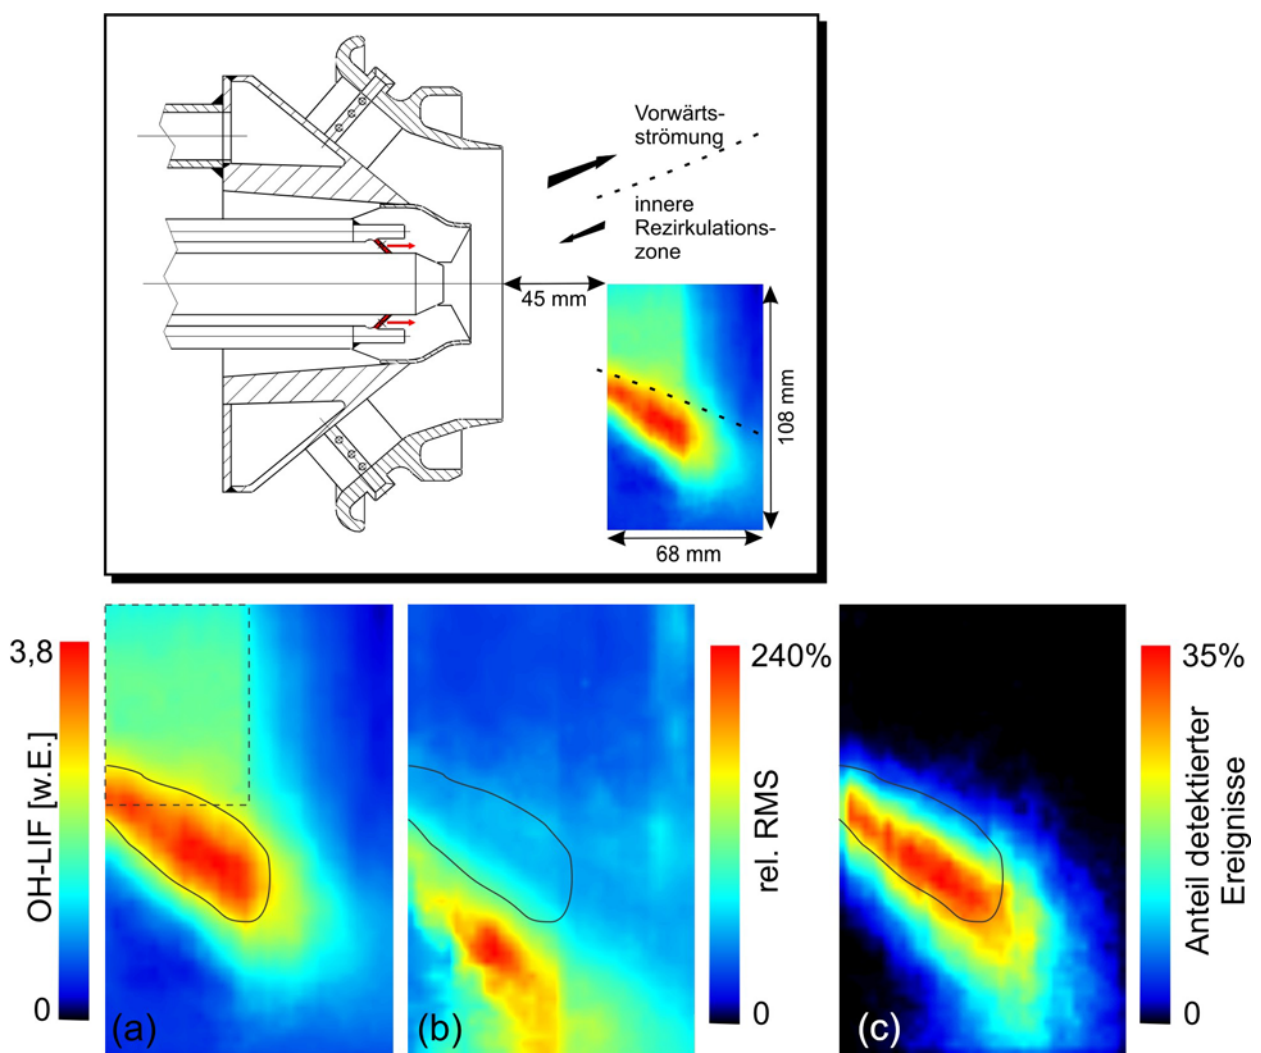 Vorwärts-
strömung
innere
Rezirkulations-
zone
45 mm
108 mm
68 mm
3,8
OH-LIF [w.E.]
0
(a)
(b)
240%
rel. RMS
0
(c)
35%
Anteil detektierter
Ereignisse
0